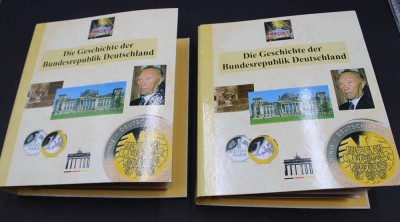 Die Geschichte der
Bundesrepublik Deutschland
Die Geschichte der
Bundesrepublik Deutschland